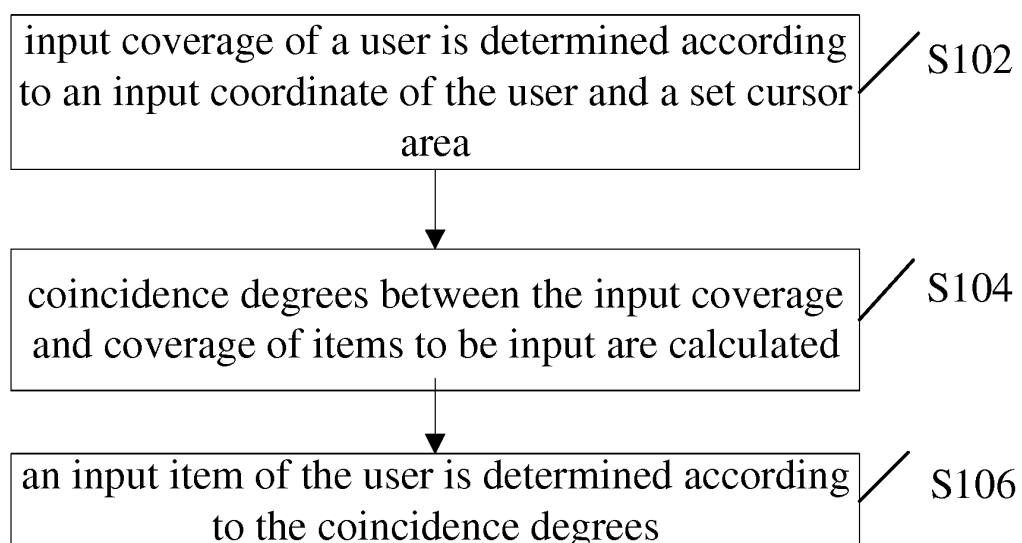 input coverage of a user is determined according
to an input coordinate of the user and a set cursor
area
S102
coincidence degrees between the input coverage
and coverage of items to be input are calculated
S104
an input item of the user is determined according
to the coincidence degrees
S106